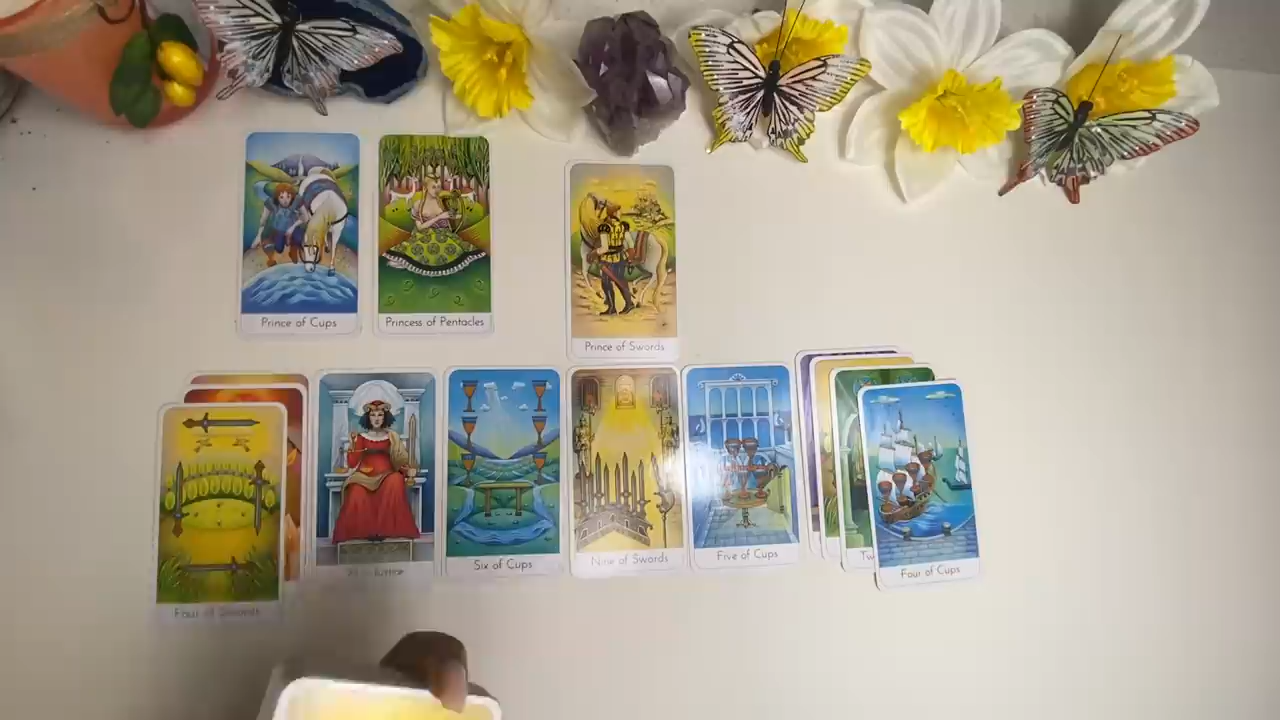 Prince of Cups
Princess of Pentacles
Prince of Swords
Six of Cups
Nine of Swords
Five of Cups
Tw
Four of Cups
Four of Swords